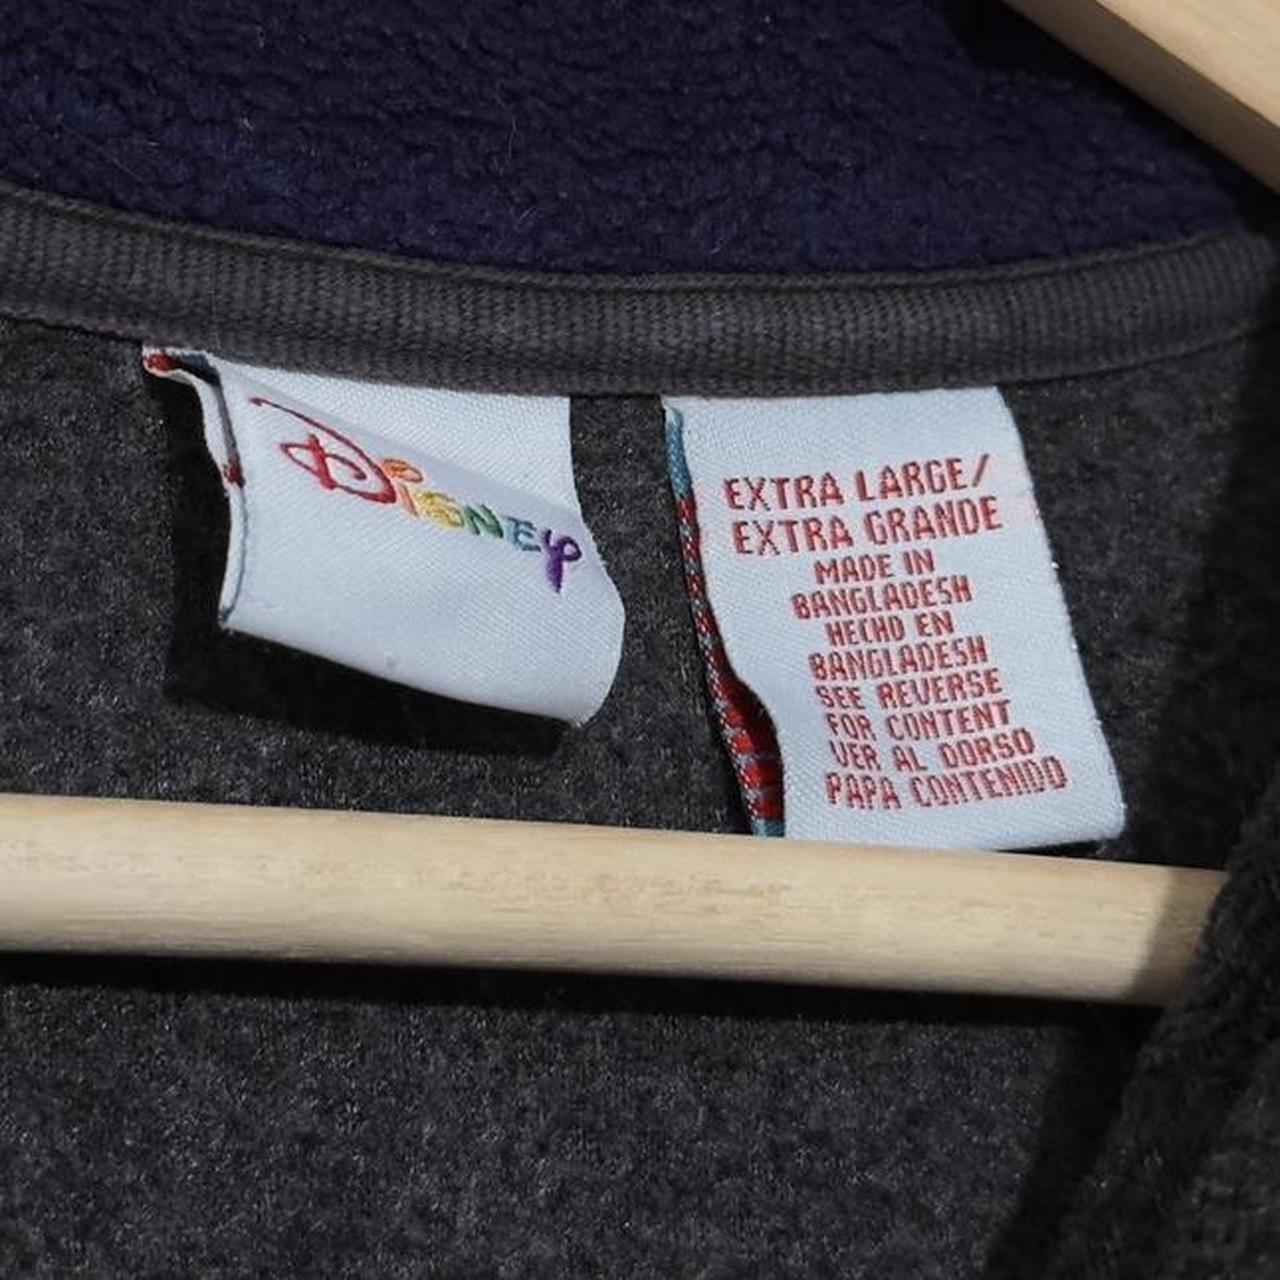 Disney
EXTRA LARGE/
EXTRA GRANDE
MADE IN
BANGLADESH
HECHO EN
BANGLADESH
SEE REVERSE
FOR CONTENT
VER AL DORSO
PAPA CONTENIDO